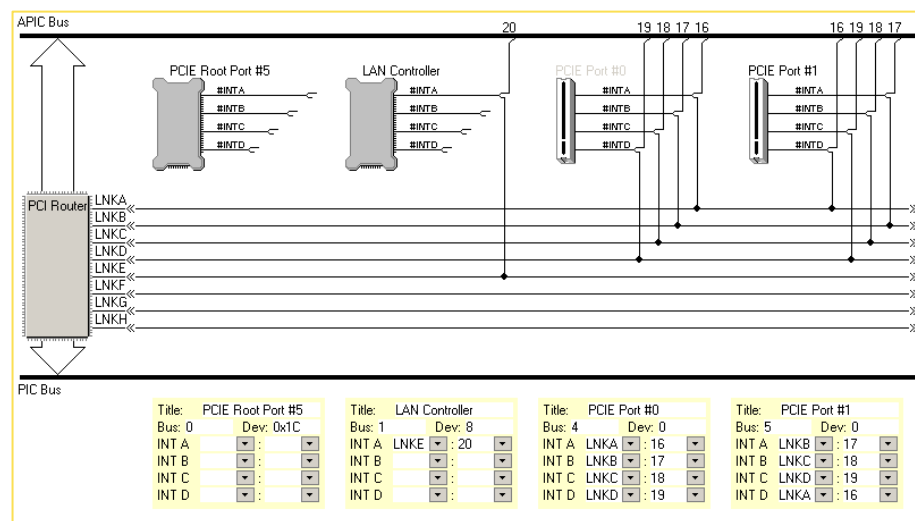 APIC Bus
20 19 18 17 16 16 19 18 17
PCIE Root Port #5 LAN Controller PCIE Port #0 PCIE Port #1
#INTA #INTA #INTA #INTA
#INTB #INTB #INTB #INTB
#INTC #INTC #INTC #INTC
#INTD #INTD #INTD #INTD
PCI Router
LNKA
LNKB
LNKC
LNKD
LNKE
LNKF
LNKG
LNKH
PIC Bus
Title: PCIE Root Port #5
Bus: 0 Dev: 0x1C
INT A :
INT B :
INT C :
INT D :
Title: LAN Controller
Bus: 1 Dev: 8
INT A LNKE : 20
INT B :
INT C :
INT D :
Title: PCIE Port #0
Bus: 4 Dev: 0
INT A LNKA : 16
INT B LNKB : 17
INT C LNKC : 18
INT D LNKD : 19
Title: PCIE Port #1
Bus: 5 Dev: 0
INT A LNKB : 17
INT B LNKC : 18
INT C LNKD : 19
INT D LNKA : 16